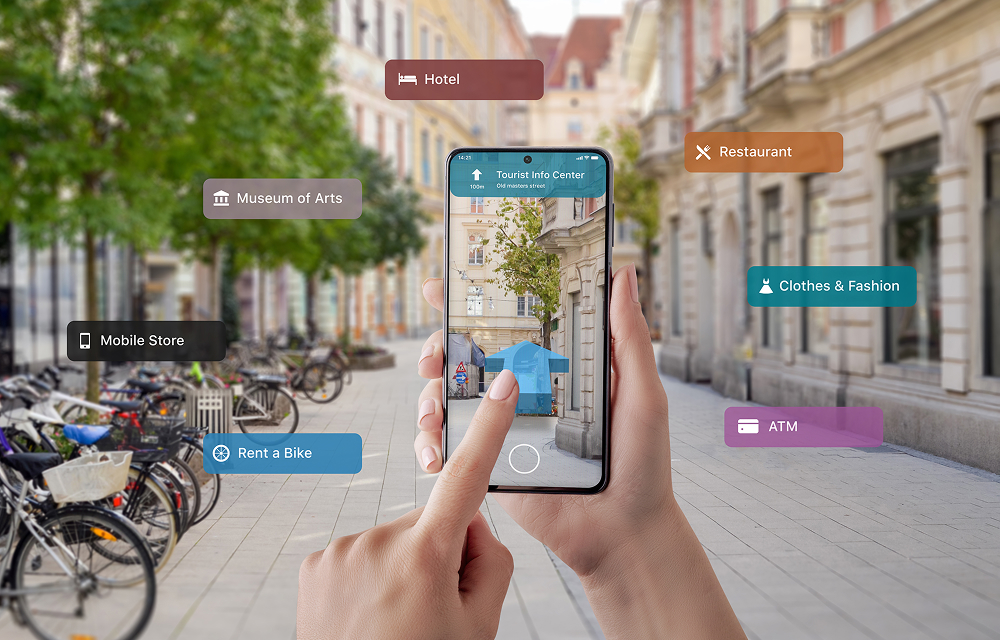 Hotel
Restaurant
14:21
Tourist Info Center
100m
Old masters street
Museum of Arts
Clothes & Fashion
Mobile Store
Rent a Bike
ATM